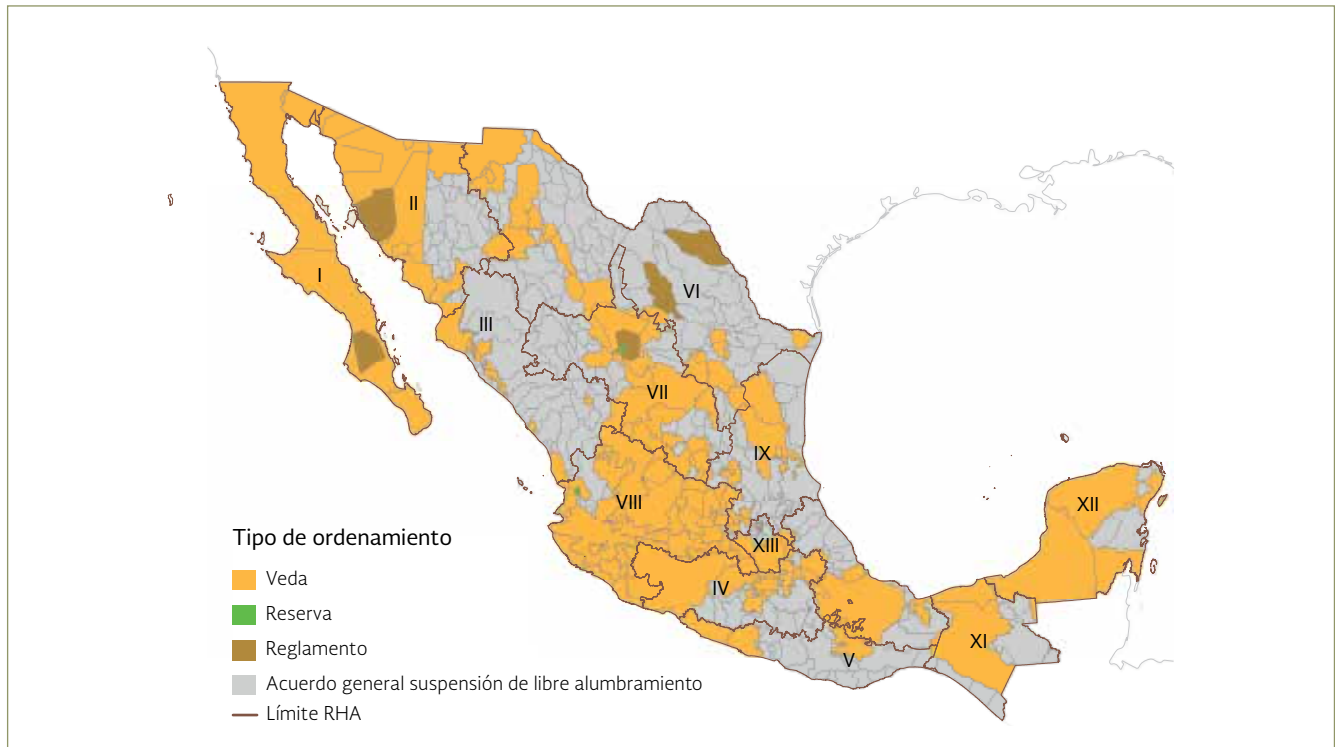 II
I
VI
III
VII
IX
VIII
XII
XIII
IV
XI
V
Tipo de ordenamiento
Veda
Reserva
Reglamento
Acuerdo general suspensión de libre alumbramiento
Límite RHA